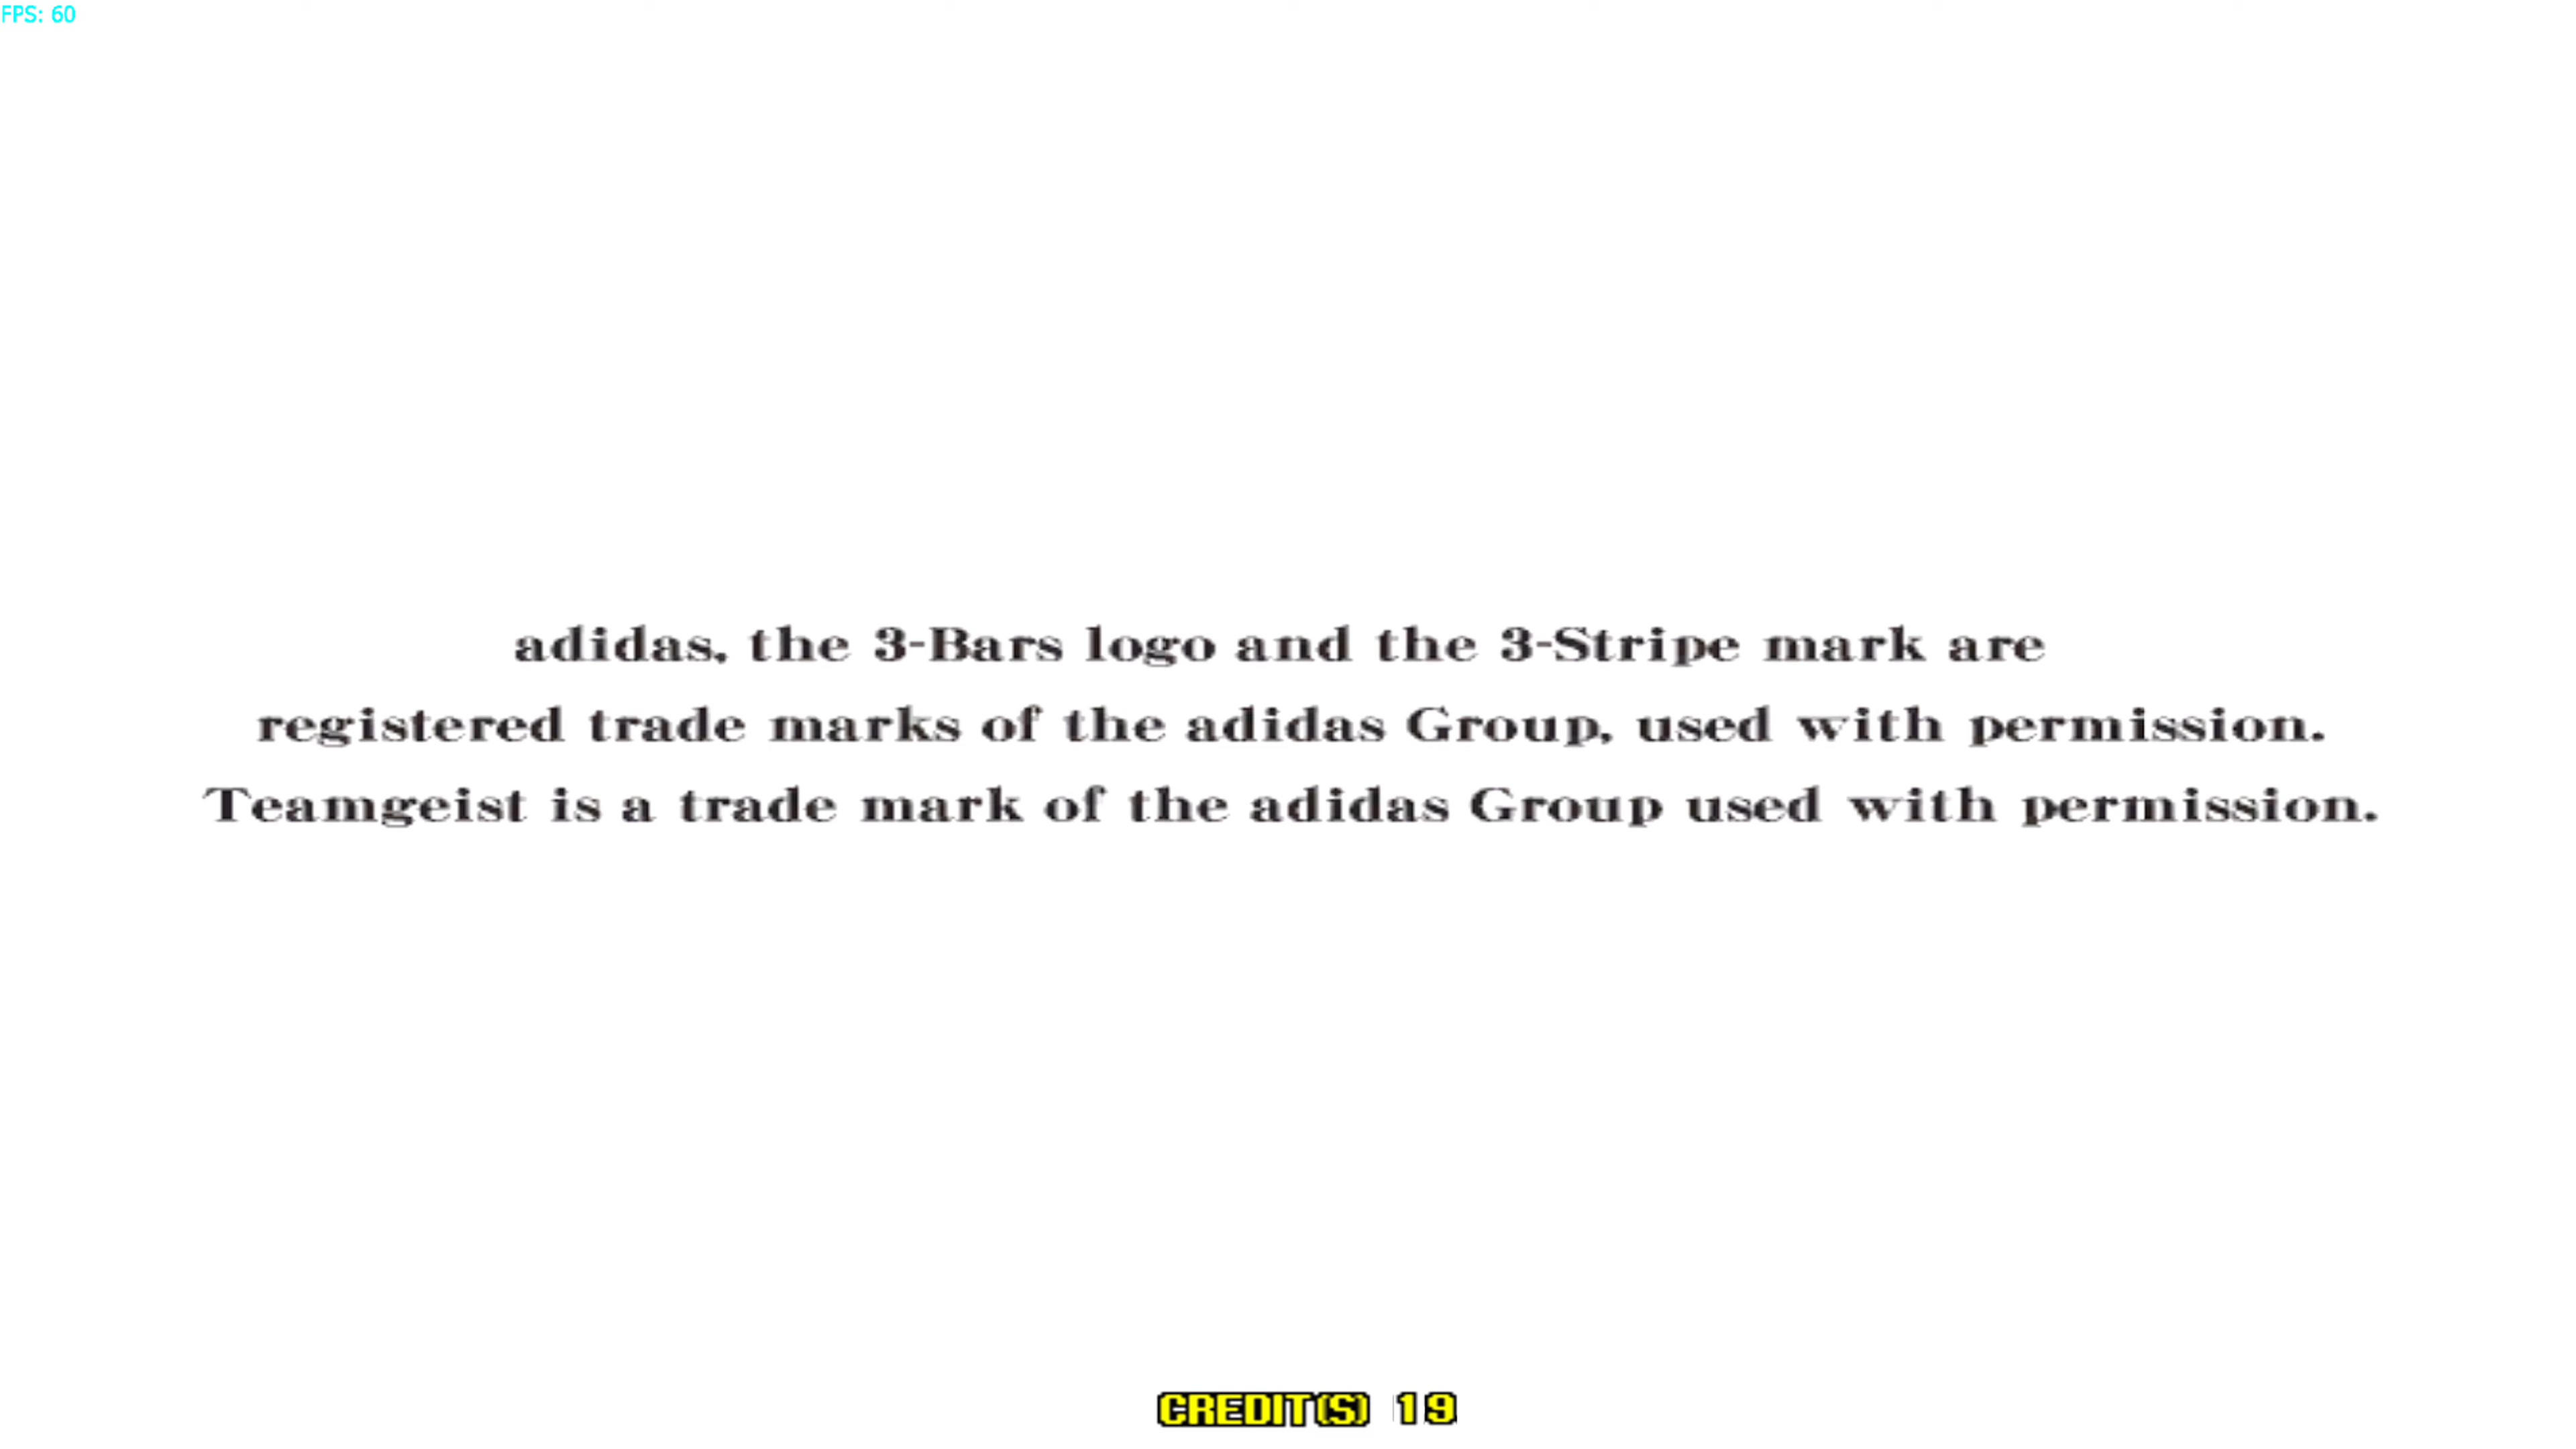 FPS: 60
adidas, the 3-Bars logo and the 3-Stripe mark are
registered trade marks of the adidas Group, used with permission.
Teamgeist is a trade mark of the adidas Group used with permission.
CREDIT(S) 19